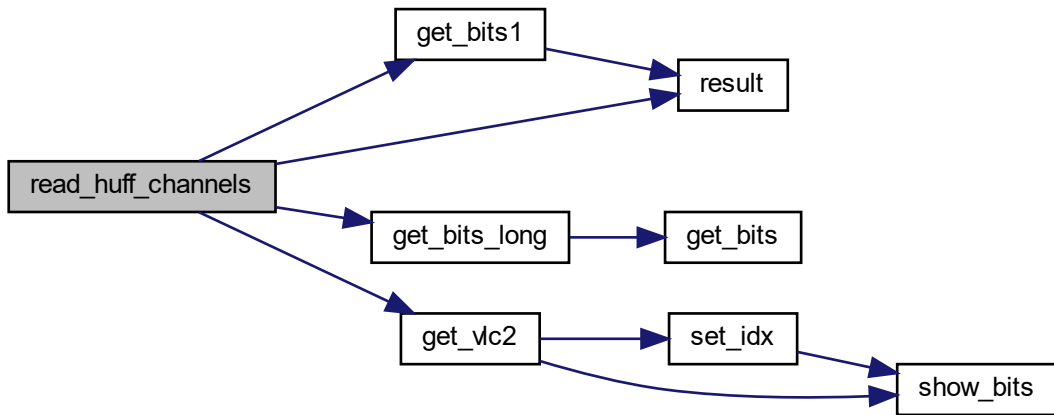 get_bits1
result
read_huff_channels
get_bits_long
get_bits
get_vlc2
set_idx
show_bits